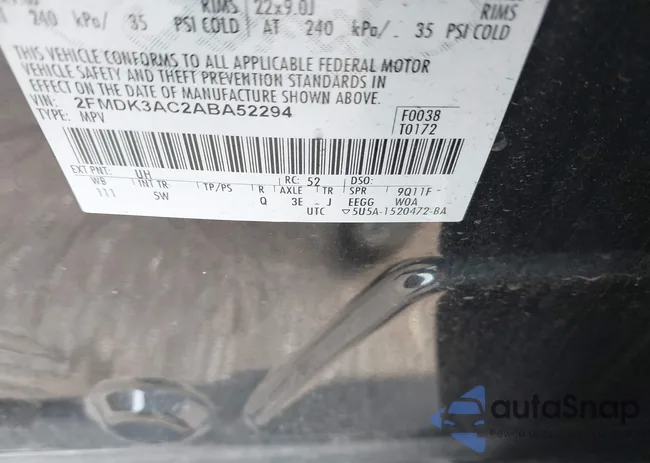 RIMS 22x9.0J RIMS
240 kPa/ 35 PSI COLD AT 240 kPa/ 35 PSI COLD
THIS VEHICLE CONFORMS TO ALL APPLICABLE FEDERAL MOTOR
VEHICLE SAFETY AND THEFT PREVENTION STANDARDS IN
EFFECT ON THE DATE OF MANUFACTURE SHOWN ABOVE.
VIN: 2FMDK3AC2ABA52294
TYPE: MPV
F0038
T0172
EXT PNT: UH RC: 52 DSO:
WB INT TR TP/PS R AXLE TR SPR 9Q11F
111 5W Q 3E J EEGG W0A
UTC ▽5U5A-1520472-BA
autoSnap